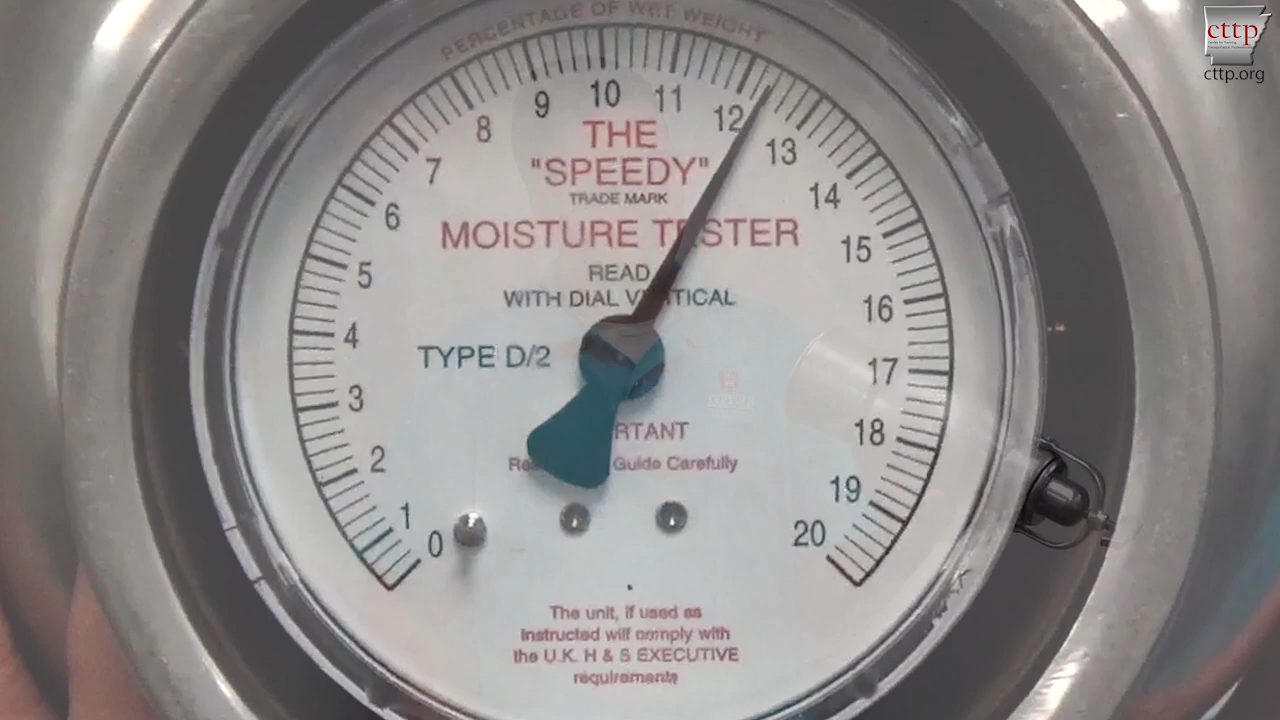 PERCENTAGE OF WET WEIGHT
cttp
cttp.org
0
1
2
3
4
5
6
7
8
9
10
11
12
13
14
15
16
17
18
19
20
THE
"SPEEDY"
TRADE MARK
MOISTURE TESTER
READ
WITH DIAL VERTICAL
TYPE D/2
RTANT
Guide Carefully
The unit, if used as
instructed will comply with
the U.K. H & S EXECUTIVE
requirements